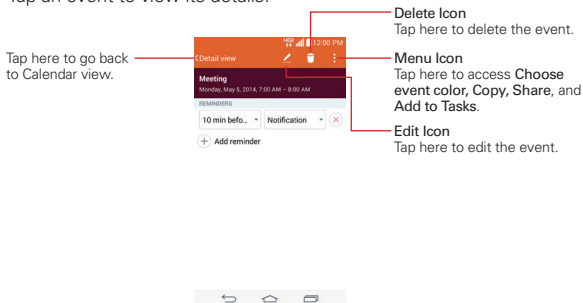 Tap an event to view its details.
Delete Icon
Tap here to delete the event.
Tap here to go back
to Calendar view.
4G LTE 12:00 PM
Detail view
Meeting
Monday, May 5, 2014, 7:00 AM – 8:00 AM
REMINDERS
10 min befo..
Notification
Add reminder
Menu Icon
Tap here to access Choose
event color, Copy, Share, and
Add to Tasks.
Edit Icon
Tap here to edit the event.